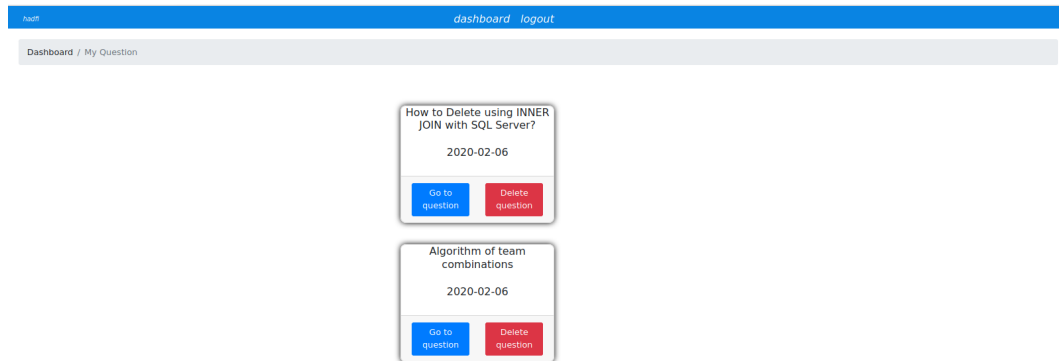 hadfi
dashboard logout
Dashboard / My Question
How to Delete using INNER
JOIN with SQL Server?
2020-02-06
Go to
question
Delete
question
Algorithm of team
combinations
2020-02-06
Go to
question
Delete
question